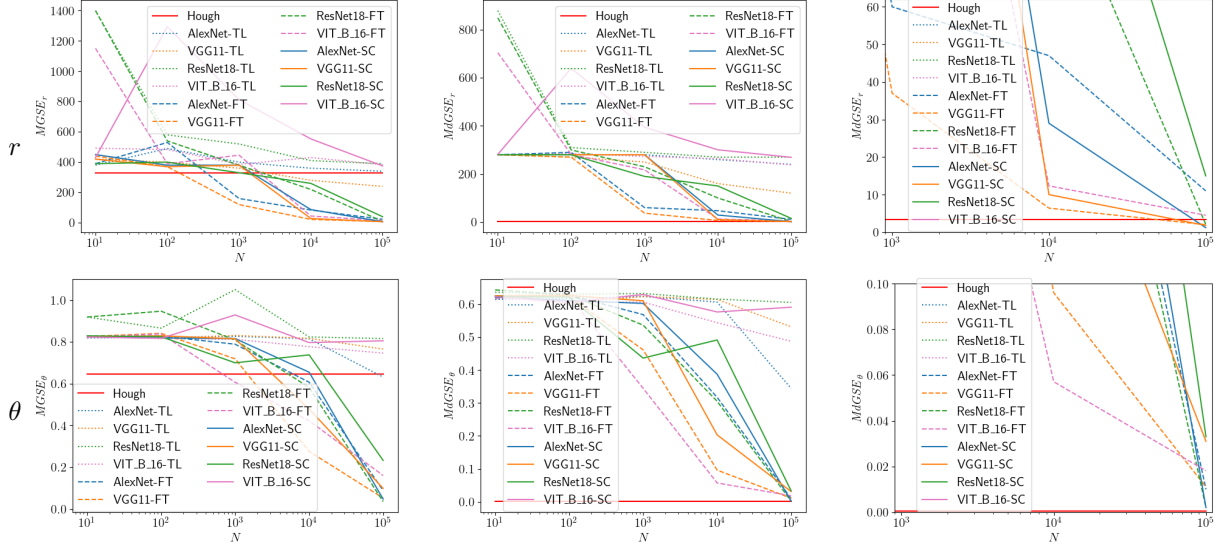 r
MGSE_r
1400
1200
1000
800
600
400
200
0
10^1
10^2
10^3
10^4
10^5
N
Hough
AlexNet-TL
VGG11-TL
ResNet18-TL
VIT_B_16-TL
AlexNet-FT
VGG11-FT
ResNet18-FT
VIT_B_16-FT
AlexNet-SC
VGG11-SC
ResNet18-SC
VIT_B_16-SC
MdGSE_r
800
600
400
200
0
10^1
10^2
10^3
10^4
10^5
N
Hough
AlexNet-TL
VGG11-TL
ResNet18-TL
VIT_B_16-TL
AlexNet-FT
VGG11-FT
ResNet18-FT
VIT_B_16-FT
AlexNet-SC
VGG11-SC
ResNet18-SC
VIT_B_16-SC
MdGSE_r
60
50
40
30
20
10
0
10^3
10^4
10^5
N
Hough
AlexNet-TL
VGG11-TL
ResNet18-TL
VIT_B_16-TL
AlexNet-FT
VGG11-FT
ResNet18-FT
VIT_B_16-FT
AlexNet-SC
VGG11-SC
ResNet18-SC
VIT_B_16-SC
θ
MGSE_θ
1.0
0.8
0.6
0.4
0.2
0.0
10^1
10^2
10^3
10^4
10^5
N
Hough
AlexNet-TL
VGG11-TL
ResNet18-TL
VIT_B_16-TL
AlexNet-FT
VGG11-FT
ResNet18-FT
VIT_B_16-FT
AlexNet-SC
VGG11-SC
ResNet18-SC
VIT_B_16-SC
MdGSE_θ
0.6
0.5
0.4
0.3
0.2
0.1
0.0
10^1
10^2
10^3
10^4
10^5
N
Hough
AlexNet-TL
VGG11-TL
ResNet18-TL
VIT_B_16-TL
AlexNet-FT
VGG11-FT
ResNet18-FT
VIT_B_16-FT
AlexNet-SC
VGG11-SC
ResNet18-SC
VIT_B_16-SC
MdGSE_θ
0.10
0.08
0.06
0.04
0.02
0.00
10^3
10^4
10^5
N
Hough
AlexNet-TL
VGG11-TL
ResNet18-TL
VIT_B_16-TL
AlexNet-FT
VGG11-FT
ResNet18-FT
VIT_B_16-FT
AlexNet-SC
VGG11-SC
ResNet18-SC
VIT_B_16-SC